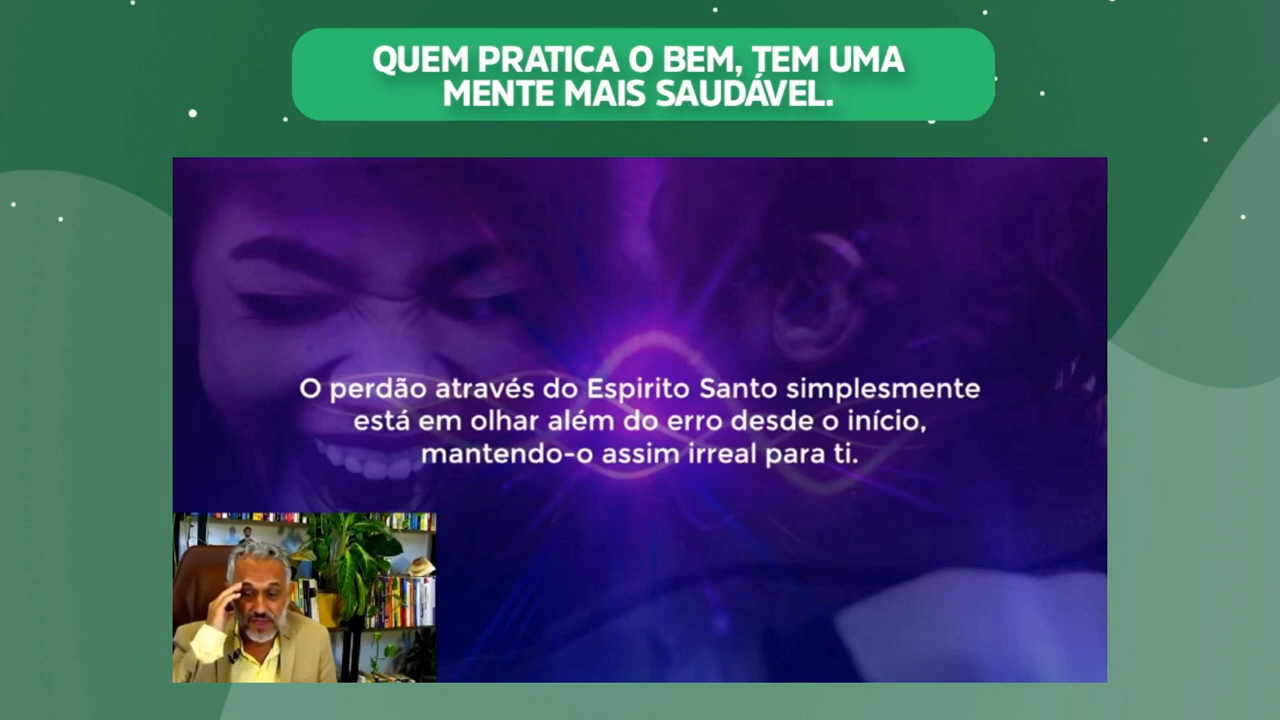 QUEM PRATICA O BEM, TEM UMA
MENTE MAIS SAUDÁVEL.
O perdão através do Espirito Santo simplesmente
está em olhar além do erro desde o início,
mantendo-o assim irreal para ti.